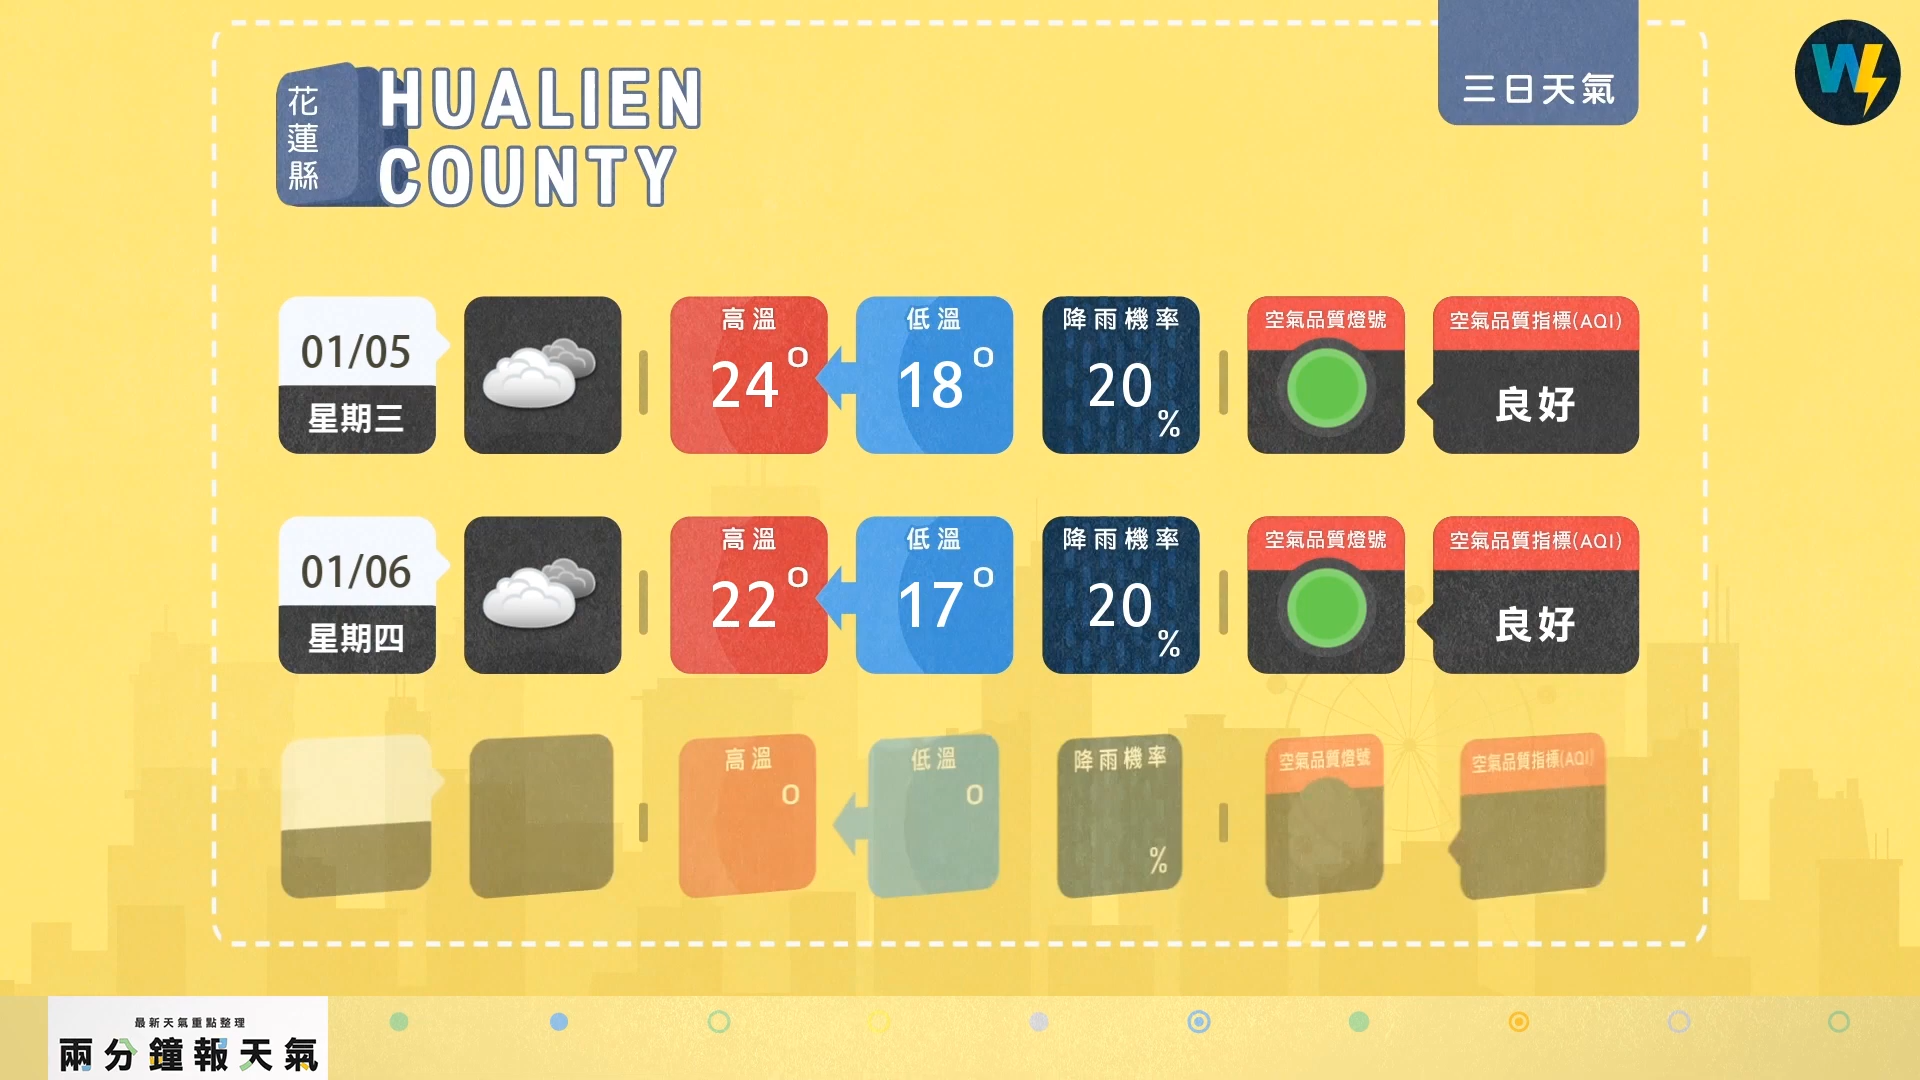 花蓮縣
HUALIEN
COUNTY
三日天氣
W
01/05
星期三
高溫
24°
低溫
18°
降雨機率
20%
空氣品質燈號
空氣品質指標(AQI)
良好
01/06
星期四
高溫
22°
低溫
17°
降雨機率
20%
空氣品質燈號
空氣品質指標(AQI)
良好
高溫
°
低溫
°
降雨機率
%
空氣品質燈號
空氣品質指標(AQI)
最新天氣重點整理
兩分鐘報天氣